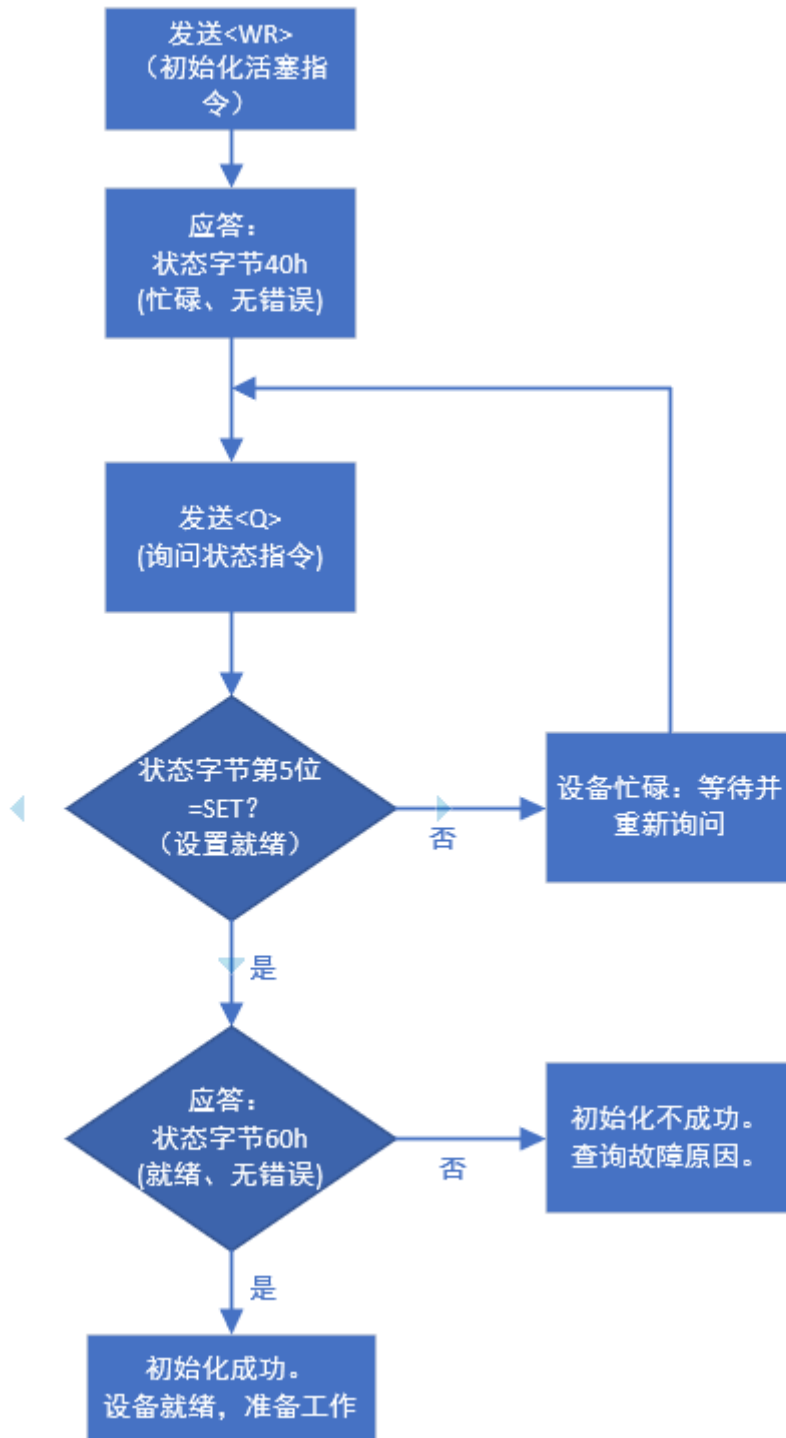 发送<WR>
（初始化活塞指
令）
应答：
状态字节40h
(忙碌、无错误)
发送<Q>
(询问状态指令)
状态字节第5位
=SET?
（设置就绪）
否
设备忙碌：等待并
重新询问
是
应答：
状态字节60h
(就绪、无错误)
否
初始化不成功。
查询故障原因。
是
初始化成功。
设备就绪，准备工作